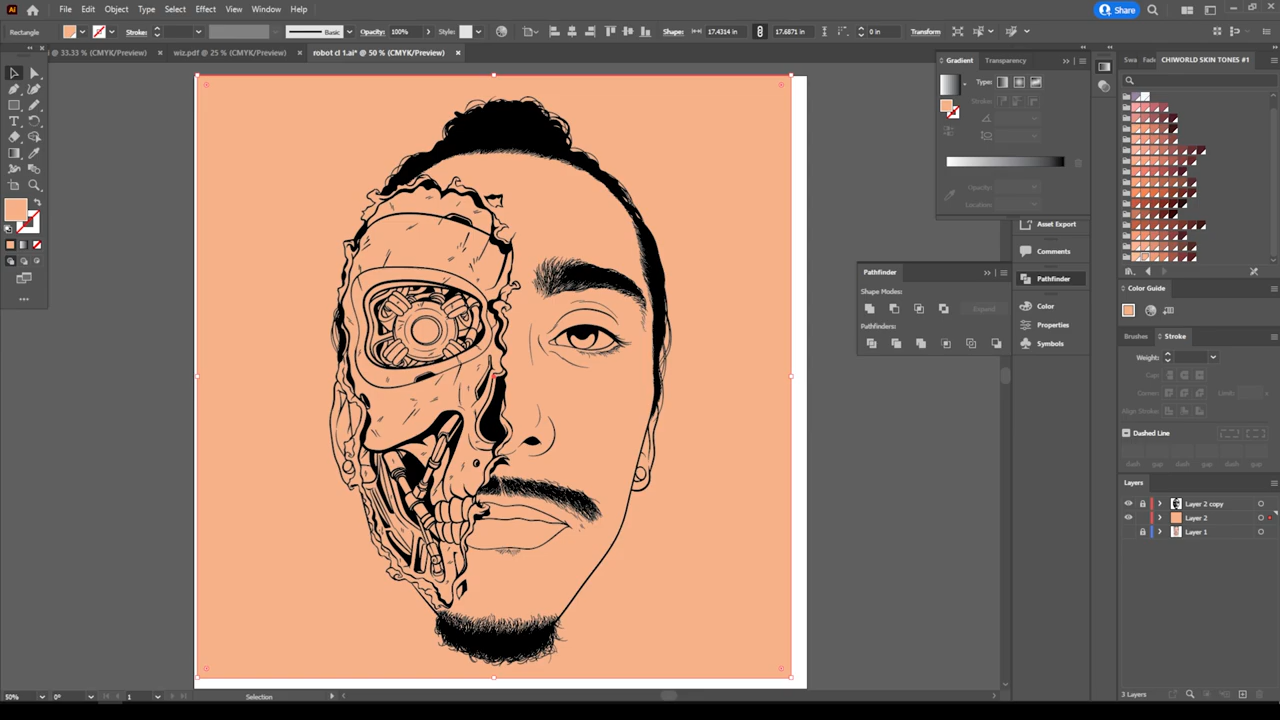 Ai File Edit Object Type Select Effect View Window Help Share
Rectangle Stroke: Basic Opacity: 100% Style: Shape: 17.4314 in 17.6871 in 0 in Transform
@ 33.33 % (CMYK/Preview) × wiz.pdf @ 25 % (CMYK/Preview) × robot cl 1.ai* @ 50 % (CMYK/Preview) ×
Gradient Transparency
Type:
Stroke:
Opacity:
Location:
Swa Fade CHIWORLD SKIN TONES #1
Asset Export
Comments
Pathfinder
Color
Properties
Symbols
Pathfinder
Shape Modes:
Expand
Pathfinders:
Color Guide
Brushes Stroke
Weight:
Cap:
Corner: Limit:
Align Stroke:
Dashed Line
dash gap dash gap dash gap
Layers
Layer 2 copy
Layer 2
Layer 1
3 Layers
50% 0° 1 Selection